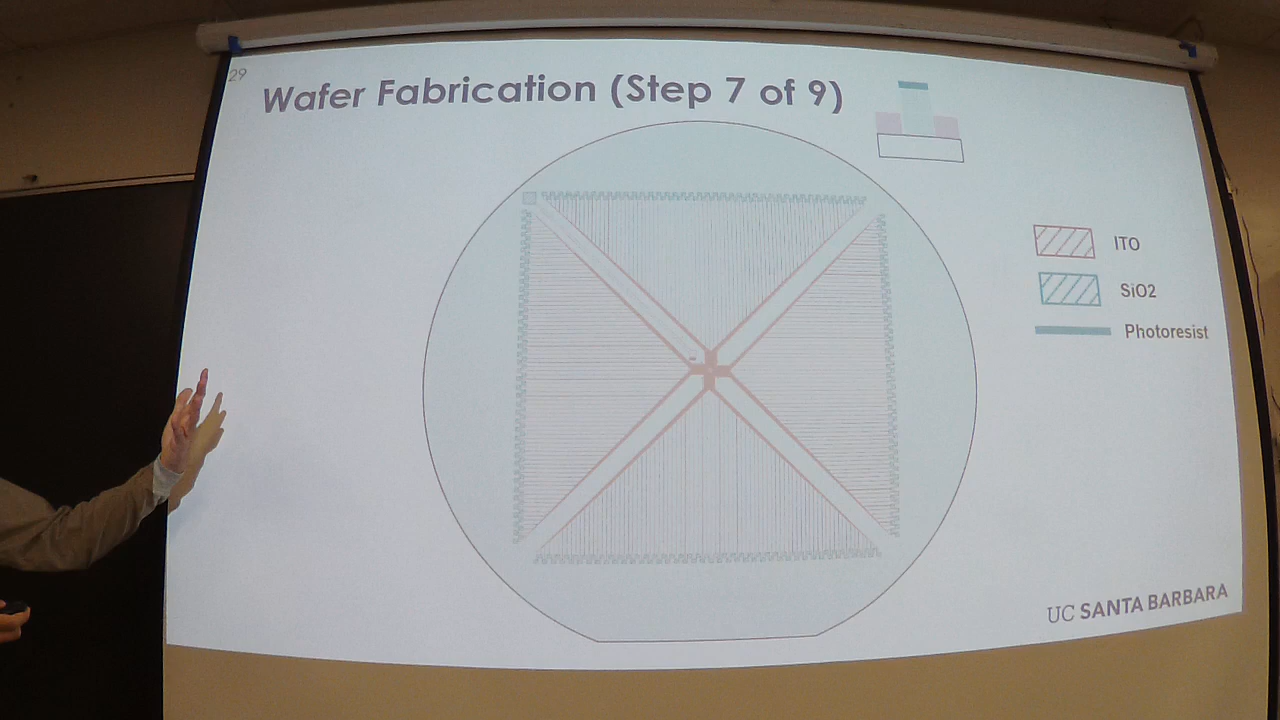 29
Wafer Fabrication (Step 7 of 9)
ITO
SiO2
Photoresist
UC SANTA BARBARA